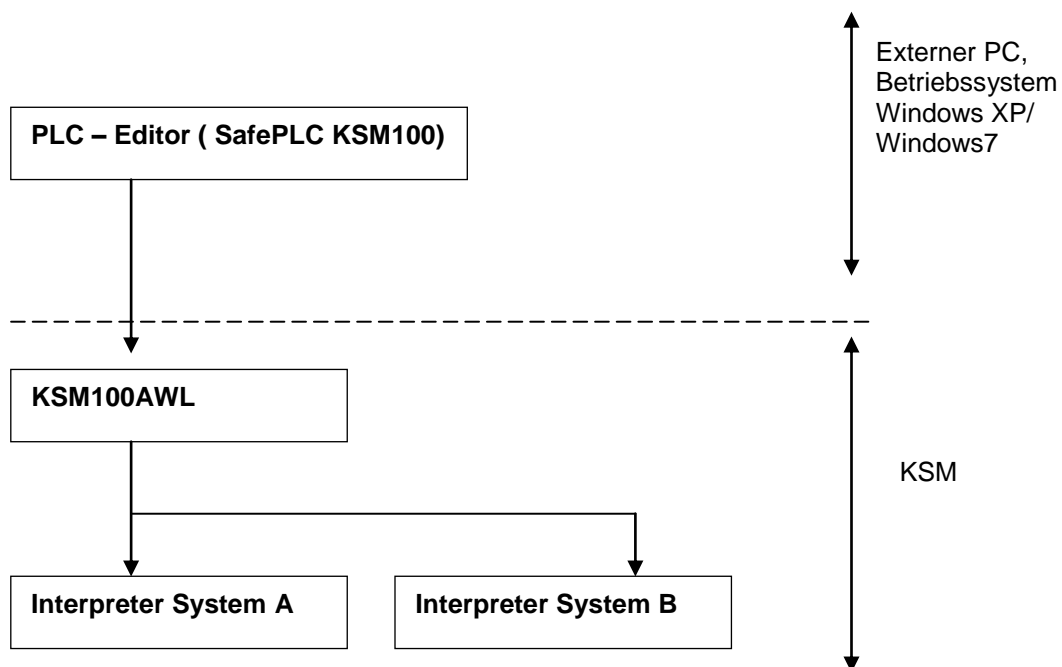 Externer PC,
Betriebssystem
Windows XP/
Windows7
PLC – Editor ( SafePLC KSM100)
KSM100AWL
KSM
Interpreter System A
Interpreter System B